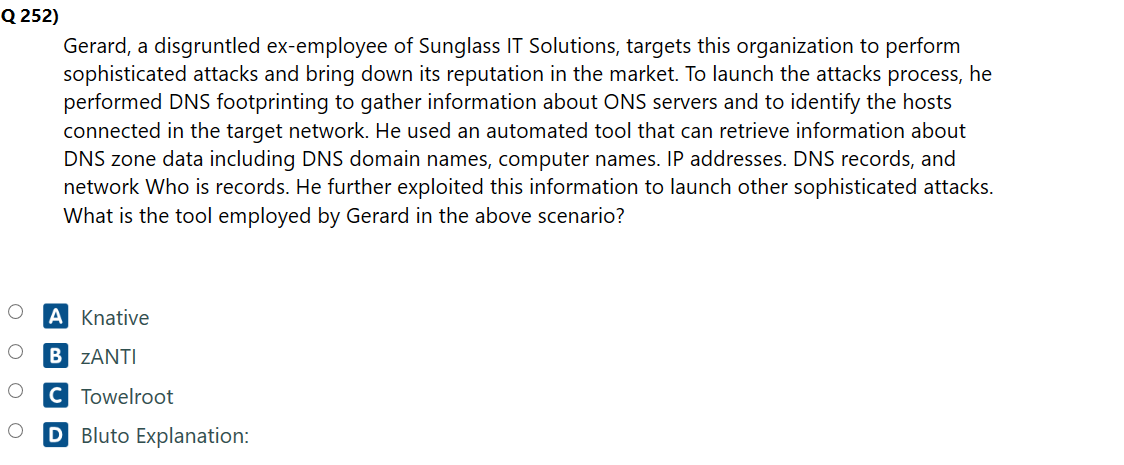 Q 252)
Gerard, a disgruntled ex-employee of Sunglass IT Solutions, targets this organization to perform
sophisticated attacks and bring down its reputation in the market. To launch the attacks process, he
performed DNS footprinting to gather information about ONS servers and to identify the hosts
connected in the target network. He used an automated tool that can retrieve information about
DNS zone data including DNS domain names, computer names. IP addresses. DNS records, and
network Who is records. He further exploited this information to launch other sophisticated attacks.
What is the tool employed by Gerard in the above scenario?
A Knative
B zANTI
C Towelroot
D Bluto Explanation: